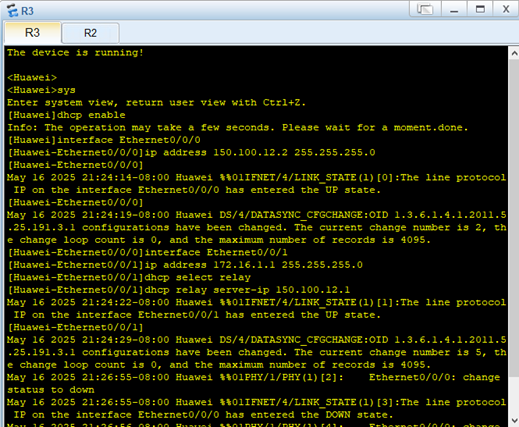 R3
R3
R2
The device is running!
<Huawei>
<Huawei>sys
Enter system view, return user view with Ctrl+Z.
[Huawei]dhcp enable
Info: The operation may take a few seconds. Please wait for a moment.done.
[Huawei]interface Ethernet0/0/0
[Huawei-Ethernet0/0/0]ip address 150.100.12.2 255.255.255.0
[Huawei-Ethernet0/0/0]
May 16 2025 21:24:14-08:00 Huawei %%01IFNET/4/LINK_STATE(l)[0]:The line protocol
 IP on the interface Ethernet0/0/0 has entered the UP state.
[Huawei-Ethernet0/0/0]
May 16 2025 21:24:19-08:00 Huawei DS/4/DATASYNC_CFGCHANGE:OID 1.3.6.1.4.1.2011.5
.25.191.3.1 configurations have been changed. The current change number is 2, th
e change loop count is 0, and the maximum number of records is 4095.
[Huawei-Ethernet0/0/0]interface Ethernet0/0/1
[Huawei-Ethernet0/0/1]ip address 172.16.1.1 255.255.255.0
[Huawei-Ethernet0/0/1]dhcp select relay
[Huawei-Ethernet0/0/1]dhcp relay server-ip 150.100.12.1
May 16 2025 21:24:22-08:00 Huawei %%01IFNET/4/LINK_STATE(l)[1]:The line protocol
 IP on the interface Ethernet0/0/1 has entered the UP state.
[Huawei-Ethernet0/0/1]
May 16 2025 21:24:29-08:00 Huawei DS/4/DATASYNC_CFGCHANGE:OID 1.3.6.1.4.1.2011.5
.25.191.3.1 configurations have been changed. The current change number is 5, th
e change loop count is 0, and the maximum number of records is 4095.
May 16 2025 21:26:55-08:00 Huawei %%01PHY/1/PHY(l)[2]:    Ethernet0/0/0: change
status to down
May 16 2025 21:26:55-08:00 Huawei %%01IFNET/4/LINK_STATE(l)[3]:The line protocol
 IP on the interface Ethernet0/0/0 has entered the DOWN state.
May 16 2025 21:26:56-08:00 Huawei %%01PHY/1/PHY(l)[4]:    Ethernet0/0/0: change